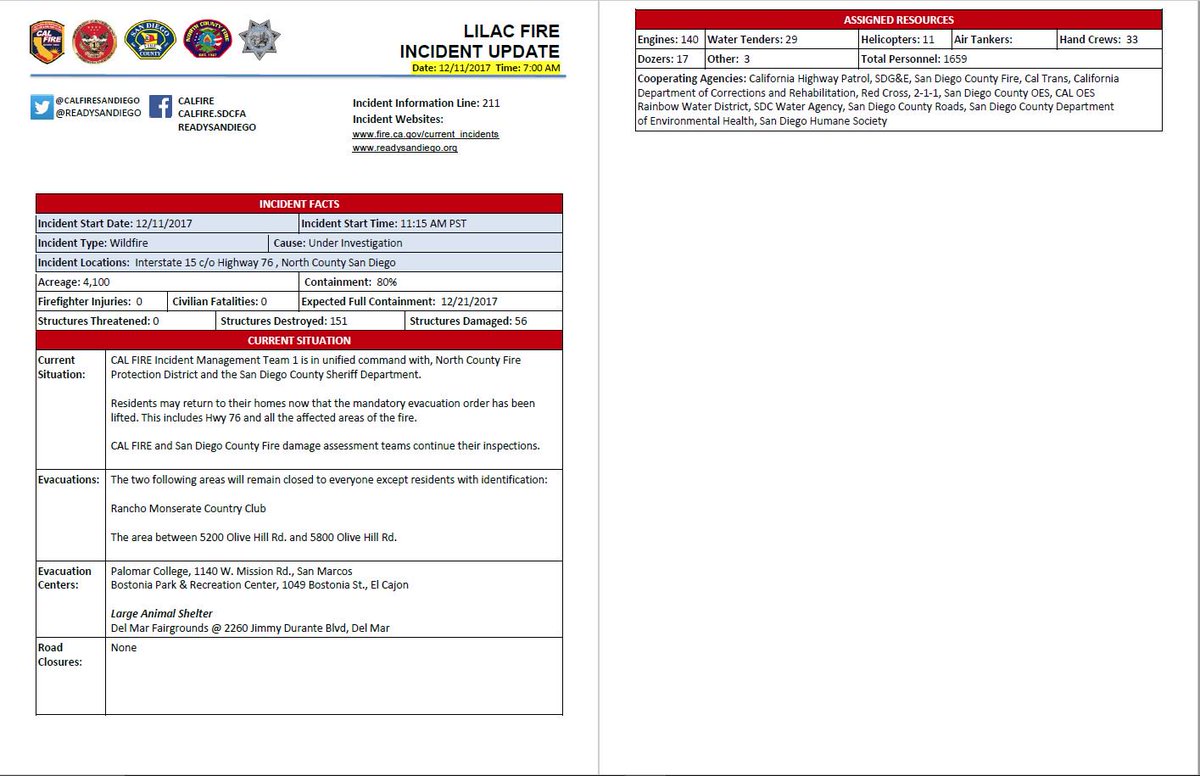 LILAC FIRE
INCIDENT UPDATE
Date: 12/11/2017 Time: 7:00 AM
CAL FIRE
SAN DIEGO
COUNTY
@CALFIRESANDIEGO
@READYSANDIEGO
CALFIRE
CALFIRE.SDCFA
READYSANDIEGO
Incident Information Line: 211
Incident Websites:
www.fire.ca.gov/current_incidents
www.readysandiego.org
INCIDENT FACTS
Incident Start Date: 12/11/2017 Incident Start Time: 11:15 AM PST
Incident Type: Wildfire Cause: Under Investigation
Incident Locations: Interstate 15 c/o Highway 76 , North County San Diego
Acreage: 4,100 Containment: 80%
Firefighter Injuries: 0 Civilian Fatalities: 0 Expected Full Containment: 12/21/2017
Structures Threatened: 0 Structures Destroyed: 151 Structures Damaged: 56
CURRENT SITUATION
Current
Situation:
CAL FIRE Incident Management Team 1 is in unified command with, North County Fire
Protection District and the San Diego County Sheriff Department.
Residents may return to their homes now that the mandatory evacuation order has been
lifted. This includes Hwy 76 and all the affected areas of the fire.
CAL FIRE and San Diego County Fire damage assessment teams continue their inspections.
Evacuations: The two following areas will remain closed to everyone except residents with identification:
Rancho Monserate Country Club
The area between 5200 Olive Hill Rd. and 5800 Olive Hill Rd.
Evacuation
Centers:
Palomar College, 1140 W. Mission Rd., San Marcos
Bostonia Park & Recreation Center, 1049 Bostonia St., El Cajon
Large Animal Shelter
Del Mar Fairgrounds @ 2260 Jimmy Durante Blvd, Del Mar
Road
Closures:
None
ASSIGNED RESOURCES
Engines: 140 Water Tenders: 29 Helicopters: 11 Air Tankers: Hand Crews: 33
Dozers: 17 Other: 3 Total Personnel: 1659
Cooperating Agencies: California Highway Patrol, SDG&E, San Diego County Fire, Cal Trans, California
Department of Corrections and Rehabilitation, Red Cross, 2-1-1, San Diego County OES, CAL OES
Rainbow Water District, SDC Water Agency, San Diego County Roads, San Diego County Department
of Environmental Health, San Diego Humane Society